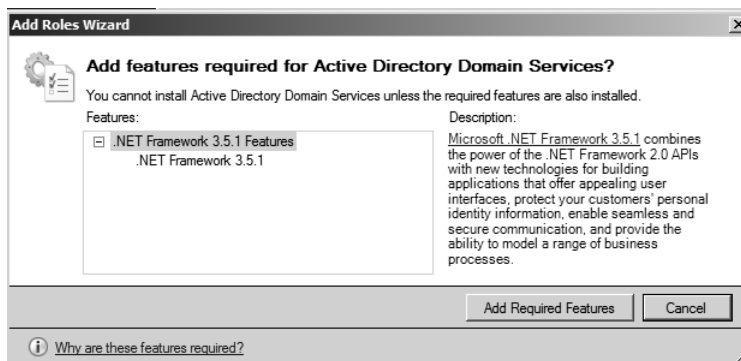 Add Roles Wizard
Add features required for Active Directory Domain Services?
You cannot install Active Directory Domain Services unless the required features are also installed.
Features:
.NET Framework 3.5.1 Features
.NET Framework 3.5.1
Description:
Microsoft .NET Framework 3.5.1 combines
the power of the .NET Framework 2.0 APIs
with new technologies for building
applications that offer appealing user
interfaces, protect your customers' personal
identity information, enable seamless and
secure communication, and provide the
ability to model a range of business
processes.
Add Required Features
Cancel
Why are these features required?